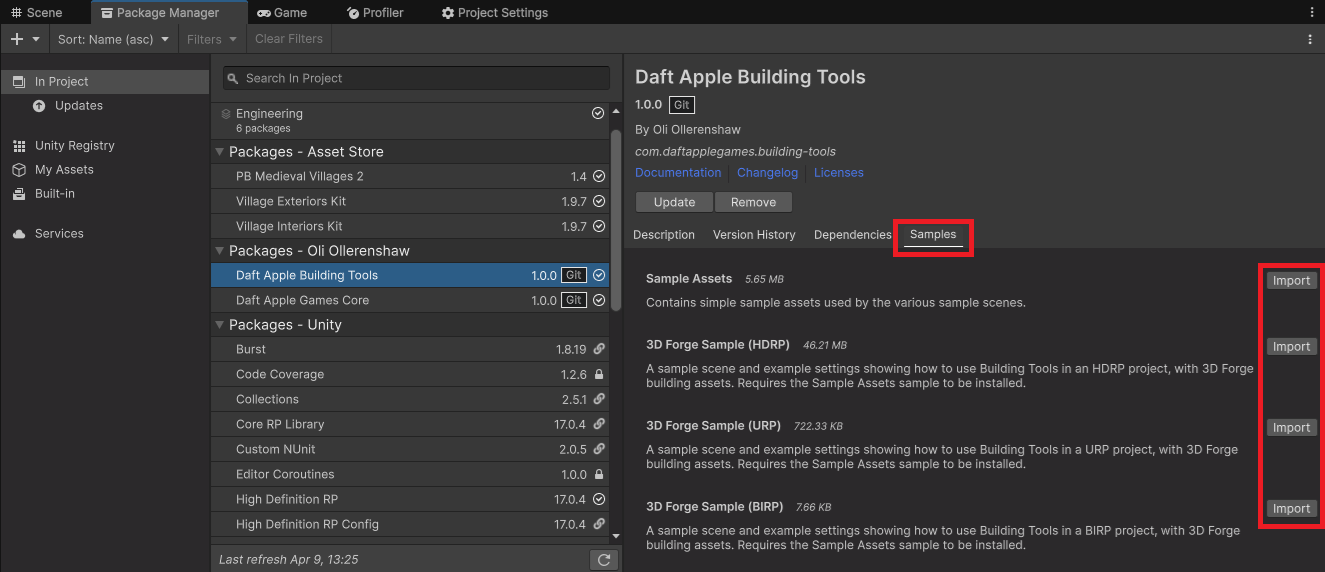 Scene
Package Manager
Game
Profiler
Project Settings
Sort: Name (asc)
Filters
Clear Filters
In Project
Updates
Unity Registry
My Assets
Built-in
Services
Search In Project
Engineering
6 packages
Packages - Asset Store
PB Medieval Villages 2 1.4
Village Exteriors Kit 1.9.7
Village Interiors Kit 1.9.7
Packages - Oli Ollerenshaw
Daft Apple Building Tools 1.0.0 Git
Daft Apple Games Core 1.0.0 Git
Packages - Unity
Burst 1.8.19
Code Coverage 1.2.6
Collections 2.5.1
Core RP Library 17.0.4
Custom NUnit 2.0.5
Editor Coroutines 1.0.0
High Definition RP 17.0.4
High Definition RP Config 17.0.4
Last refresh Apr 9, 13:25
Daft Apple Building Tools
1.0.0 Git
By Oli Ollerenshaw
com.daftapplegames.building-tools
Documentation Changelog Licenses
Update Remove
Description Version History Dependencies Samples
Sample Assets 5.65 MB Import
Contains simple sample assets used by the various sample scenes.
3D Forge Sample (HDRP) 46.21 MB Import
A sample scene and example settings showing how to use Building Tools in an HDRP project, with 3D Forge
building assets. Requires the Sample Assets sample to be installed.
3D Forge Sample (URP) 722.33 KB Import
A sample scene and example settings showing how to use Building Tools in a URP project, with 3D Forge
building assets. Requires the Sample Assets sample to be installed.
3D Forge Sample (BIRP) 7.66 KB Import
A sample scene and example settings showing how to use Building Tools in a BIRP project, with 3D Forge
building assets. Requires the Sample Assets sample to be installed.